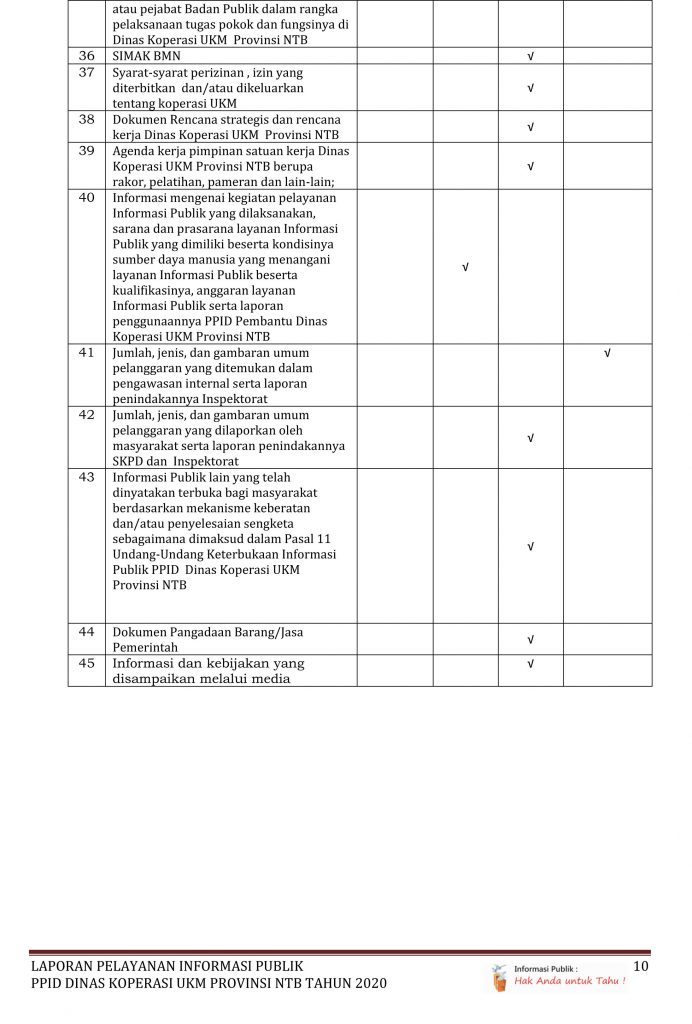 atau pejabat Badan Publik dalam rangka
pelaksanaan tugas pokok dan fungsinya di
Dinas Koperasi UKM Provinsi NTB
36 SIMAK BMN √
37 Syarat-syarat perizinan , izin yang
diterbitkan dan/atau dikeluarkan √
tentang koperasi UKM
38 Dokumen Rencana strategis dan rencana
kerja Dinas Koperasi UKM Provinsi NTB √
39 Agenda kerja pimpinan satuan kerja Dinas
Koperasi UKM Provinsi NTB berupa √
rakor, pelatihan, pameran dan lain-lain;
40 Informasi mengenai kegiatan pelayanan
Informasi Publik yang dilaksanakan,
sarana dan prasarana layanan Informasi
Publik yang dimiliki beserta kondisinya
sumber daya manusia yang menangani √
layanan Informasi Publik beserta
kualifikasinya, anggaran layanan
Informasi Publik serta laporan
penggunaannya PPID Pembantu Dinas
Koperasi UKM Provinsi NTB
41 Jumlah, jenis, dan gambaran umum √
pelanggaran yang ditemukan dalam
pengawasan internal serta laporan
penindakannya Inspektorat
42 Jumlah, jenis, dan gambaran umum
pelanggaran yang dilaporkan oleh √
masyarakat serta laporan penindakannya
SKPD dan Inspektorat
43 Informasi Publik lain yang telah
dinyatakan terbuka bagi masyarakat
berdasarkan mekanisme keberatan
dan/atau penyelesaian sengketa
sebagaimana dimaksud dalam Pasal 11 √
Undang-Undang Keterbukaan Informasi
Publik PPID Dinas Koperasi UKM
Provinsi NTB
44 Dokumen Pangadaan Barang/Jasa
Pemerintah √
45 Informasi dan kebijakan yang √
disampaikan melalui media
LAPORAN PELAYANAN INFORMASI PUBLIK
PPID DINAS KOPERASI UKM PROVINSI NTB TAHUN 2020
Informasi Publik :
Hak Anda untuk Tahu !
10